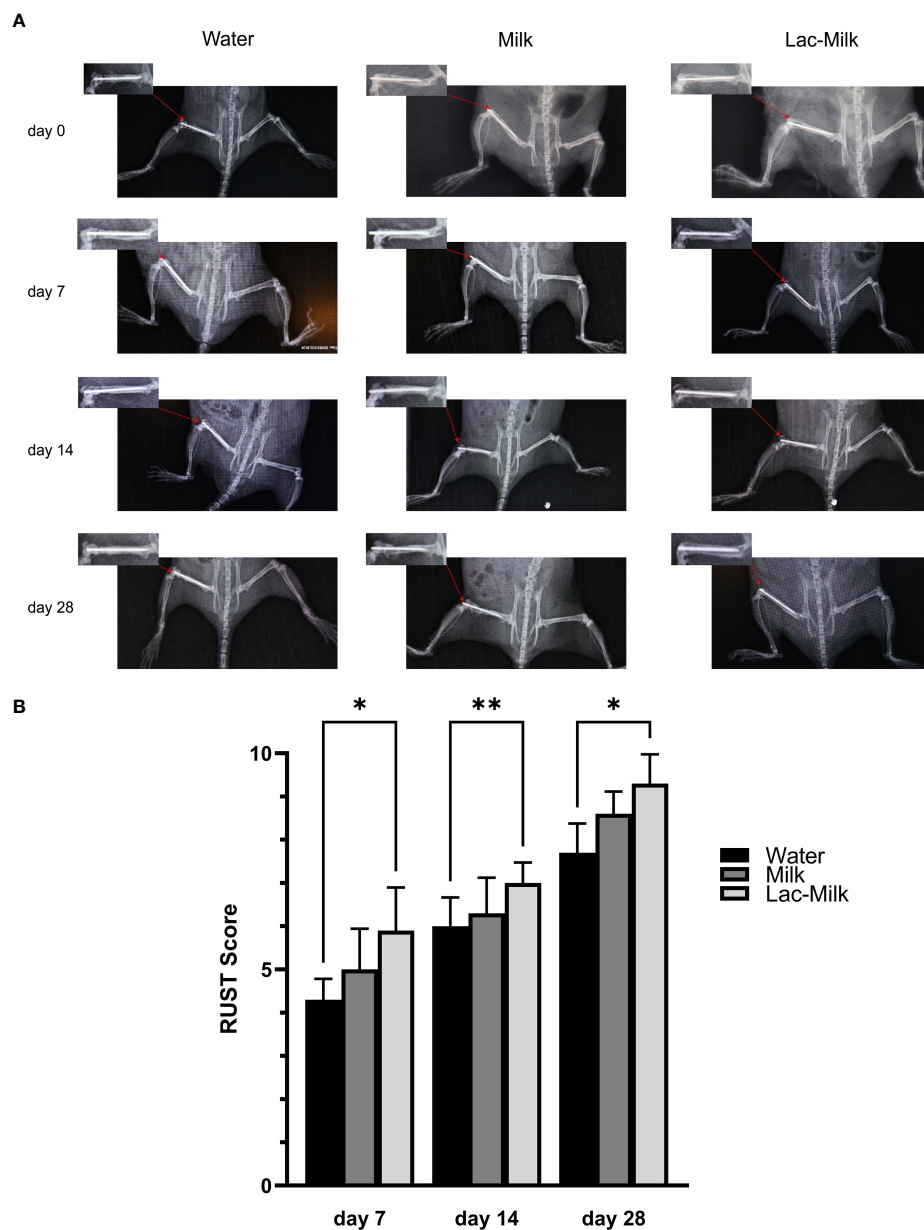 A
Water Milk Lac-Milk
day 0
day 7
day 14
day 28
B
* ** *
10
5
0
RUST Score
Water
Milk
Lac-Milk
day 7 day 14 day 28